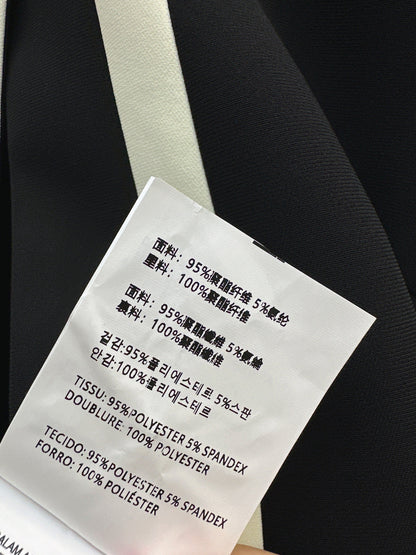 面料: 95%聚酯纤维 5%氨纶
里料: 100%聚酯纤维
面料: 95%聚酯纖維 5%氨綸
裏料: 100%聚酯纖維
겉감:95%폴리에스테르 5%스판
안감:100%폴리에스테르
TISSU: 95%POLYESTER 5% SPANDEX
DOUBLURE: 100% POLYESTER
TECIDO: 95%POLYESTER 5% SPANDEX
FORRO: 100% POLIÉSTER